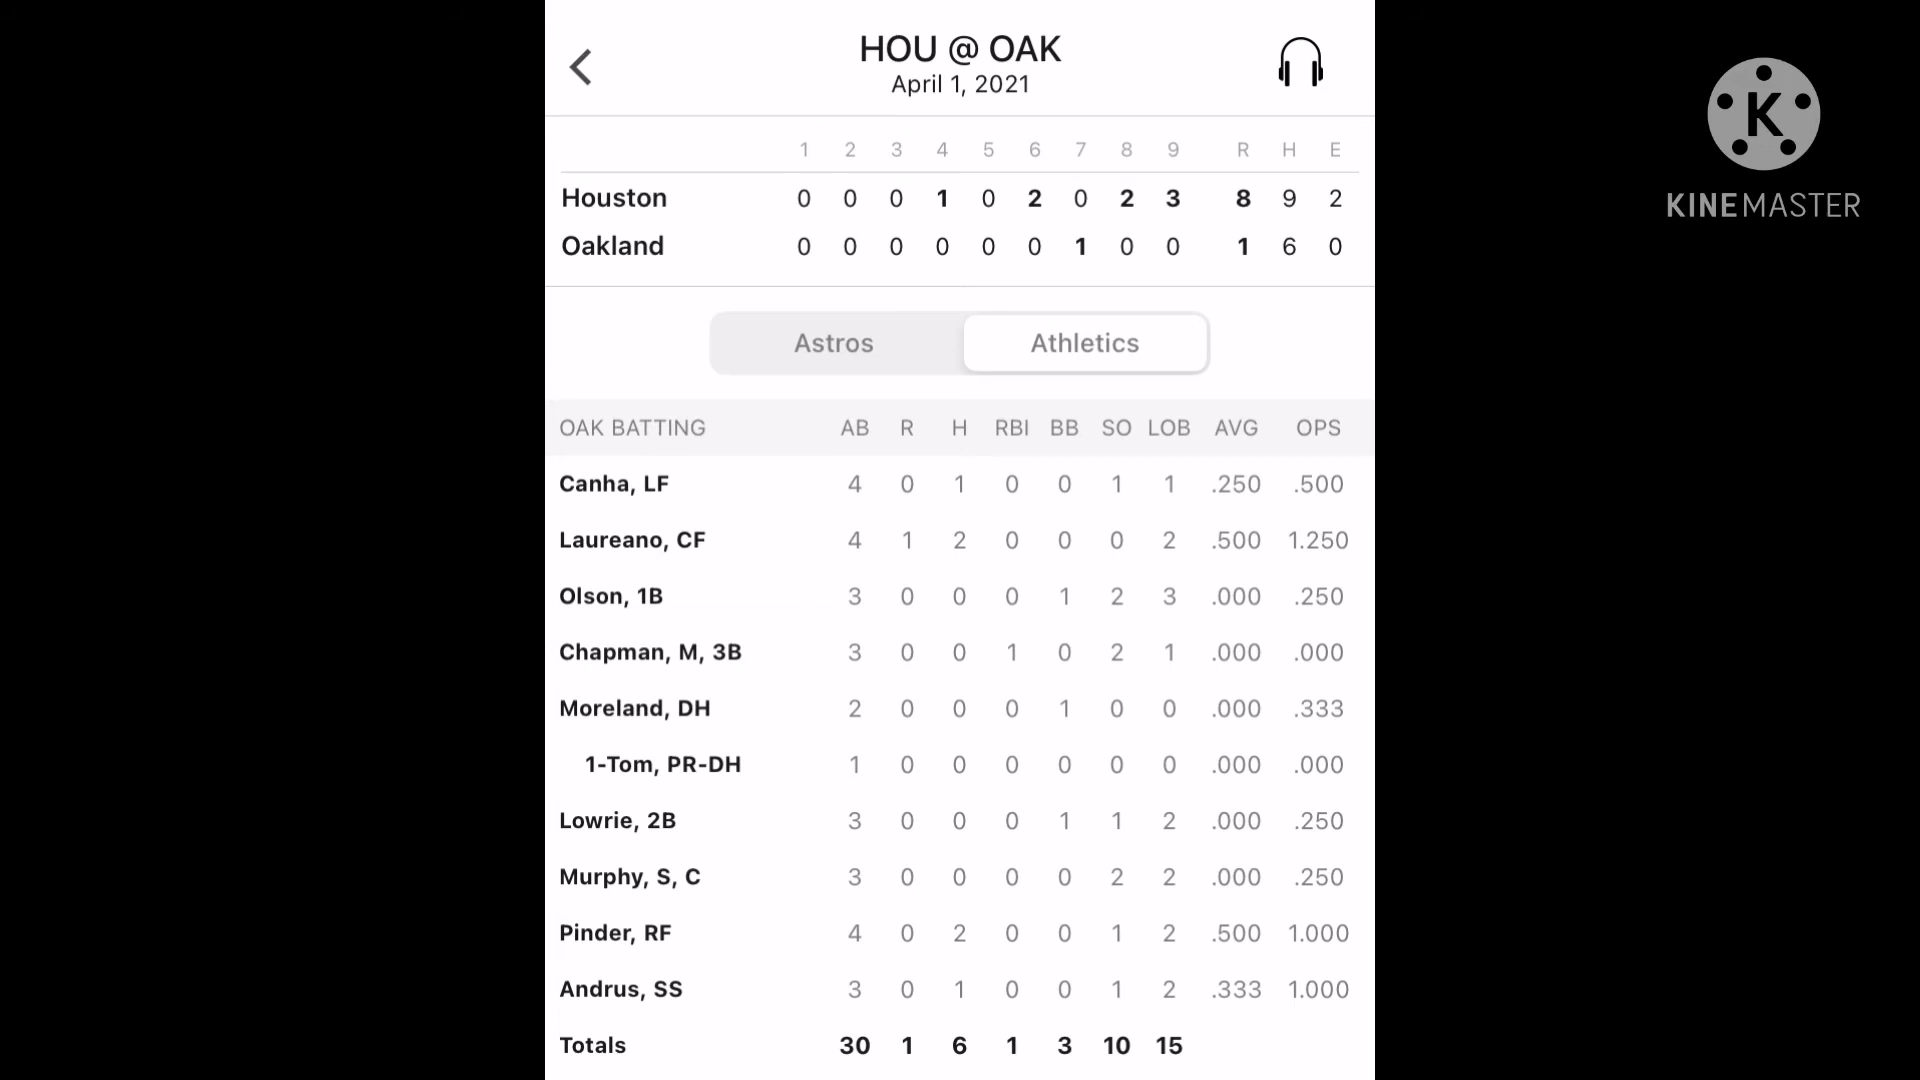 HOU @ OAK
April 1, 2021
K
KINEMASTER
1 2 3 4 5 6 7 8 9 R H E
Houston 0 0 0 1 0 2 0 2 3 8 9 2
Oakland 0 0 0 0 0 0 1 0 0 1 6 0
Astros Athletics
OAK BATTING AB R H RBI BB SO LOB AVG OPS
Canha, LF 4 0 1 0 0 1 1 .250 .500
Laureano, CF 4 1 2 0 0 0 2 .500 1.250
Olson, 1B 3 0 0 0 1 2 3 .000 .250
Chapman, M, 3B 3 0 0 1 0 2 1 .000 .000
Moreland, DH 2 0 0 0 1 0 0 .000 .333
1-Tom, PR-DH 1 0 0 0 0 0 0 .000 .000
Lowrie, 2B 3 0 0 0 1 1 2 .000 .250
Murphy, S, C 3 0 0 0 0 2 2 .000 .250
Pinder, RF 4 0 2 0 0 1 2 .500 1.000
Andrus, SS 3 0 1 0 0 1 2 .333 1.000
Totals 30 1 6 1 3 10 15